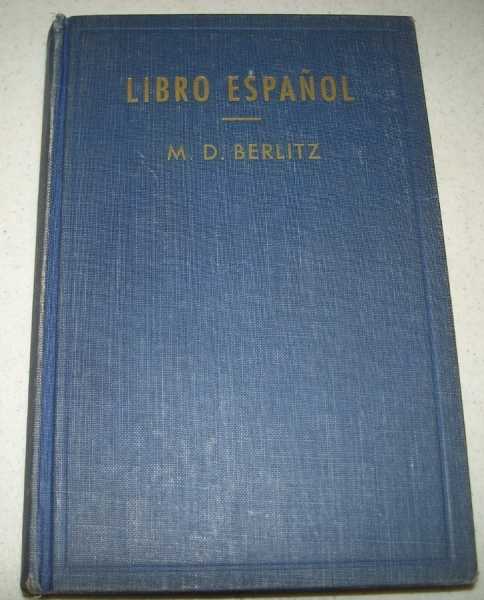 LIBRO ESPAÑOL
M. D. BERLITZ